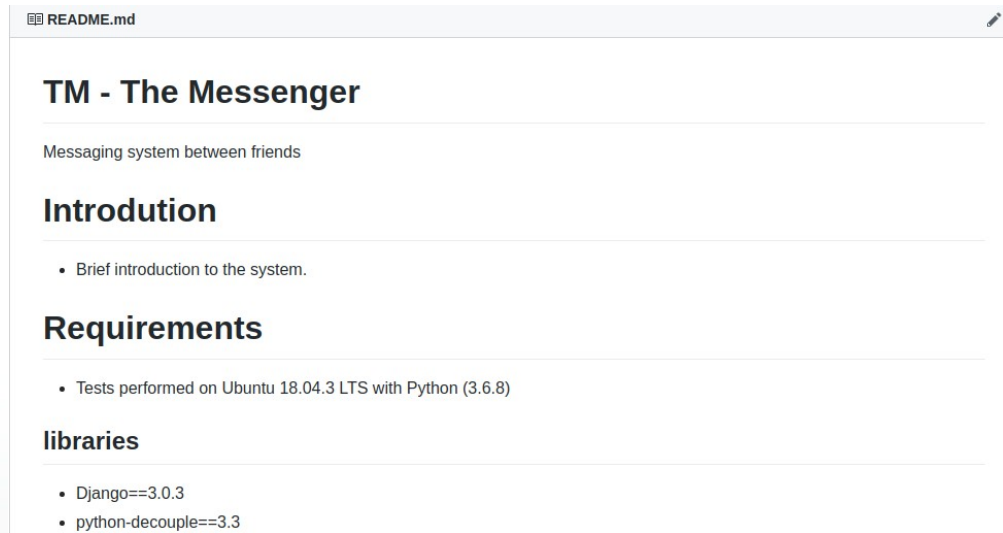 README.md
TM - The Messenger
Messaging system between friends
Introdution
Brief introduction to the system.
Requirements
Tests performed on Ubuntu 18.04.3 LTS with Python (3.6.8)
libraries
Django==3.0.3
python-decouple==3.3